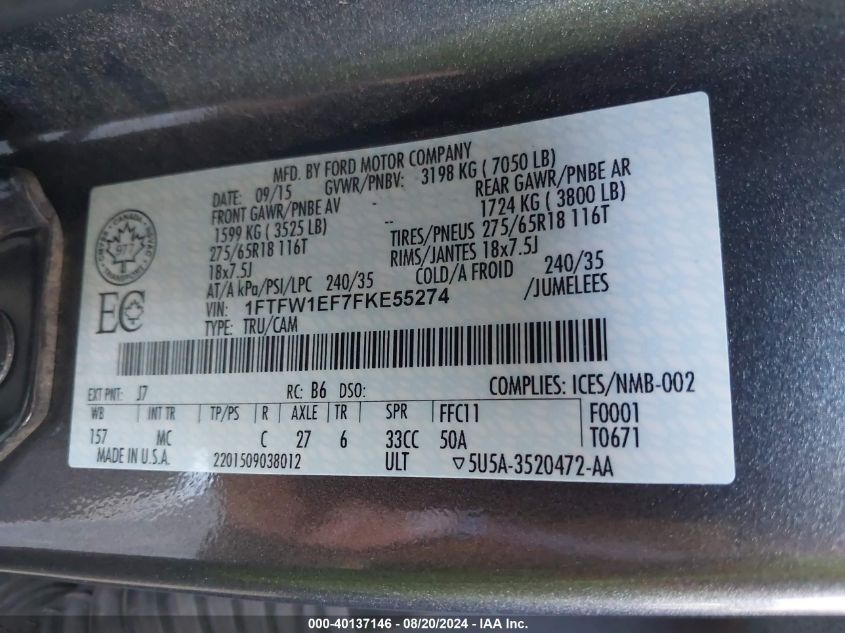 MFD. BY FORD MOTOR COMPANY
DATE: 09/15 GVWR/PNBV: 3198 KG ( 7050 LB)
FRONT GAWR/PNBE AV - REAR GAWR/PNBE AR
1599 KG ( 3525 LB) -- 1724 KG ( 3800 LB)
275/65R18 116T TIRES/PNEUS 275/65R18 116T
18x7.5J RIMS/JANTES 18x7.5J
AT/A kPa/PSI/LPC 240/35 COLD/A FROID 240/35
VIN: 1FTFW1EF7FKE55274 /JUMELEES
TYPE: TRU/CAM
CANADA
977
T
EC
EXT PNT: J7 RC: B6 DSO: COMPLIES: ICES/NMB-002
WB INT TR TP/PS R AXLE TR SPR FFC11 F0001
157 MC C 27 6 33CC 50A T0671
MADE IN U.S.A. 2201509038012 ULT ▽5U5A-3520472-AA
000-40137146 - 08/20/2024 - IAAI.com